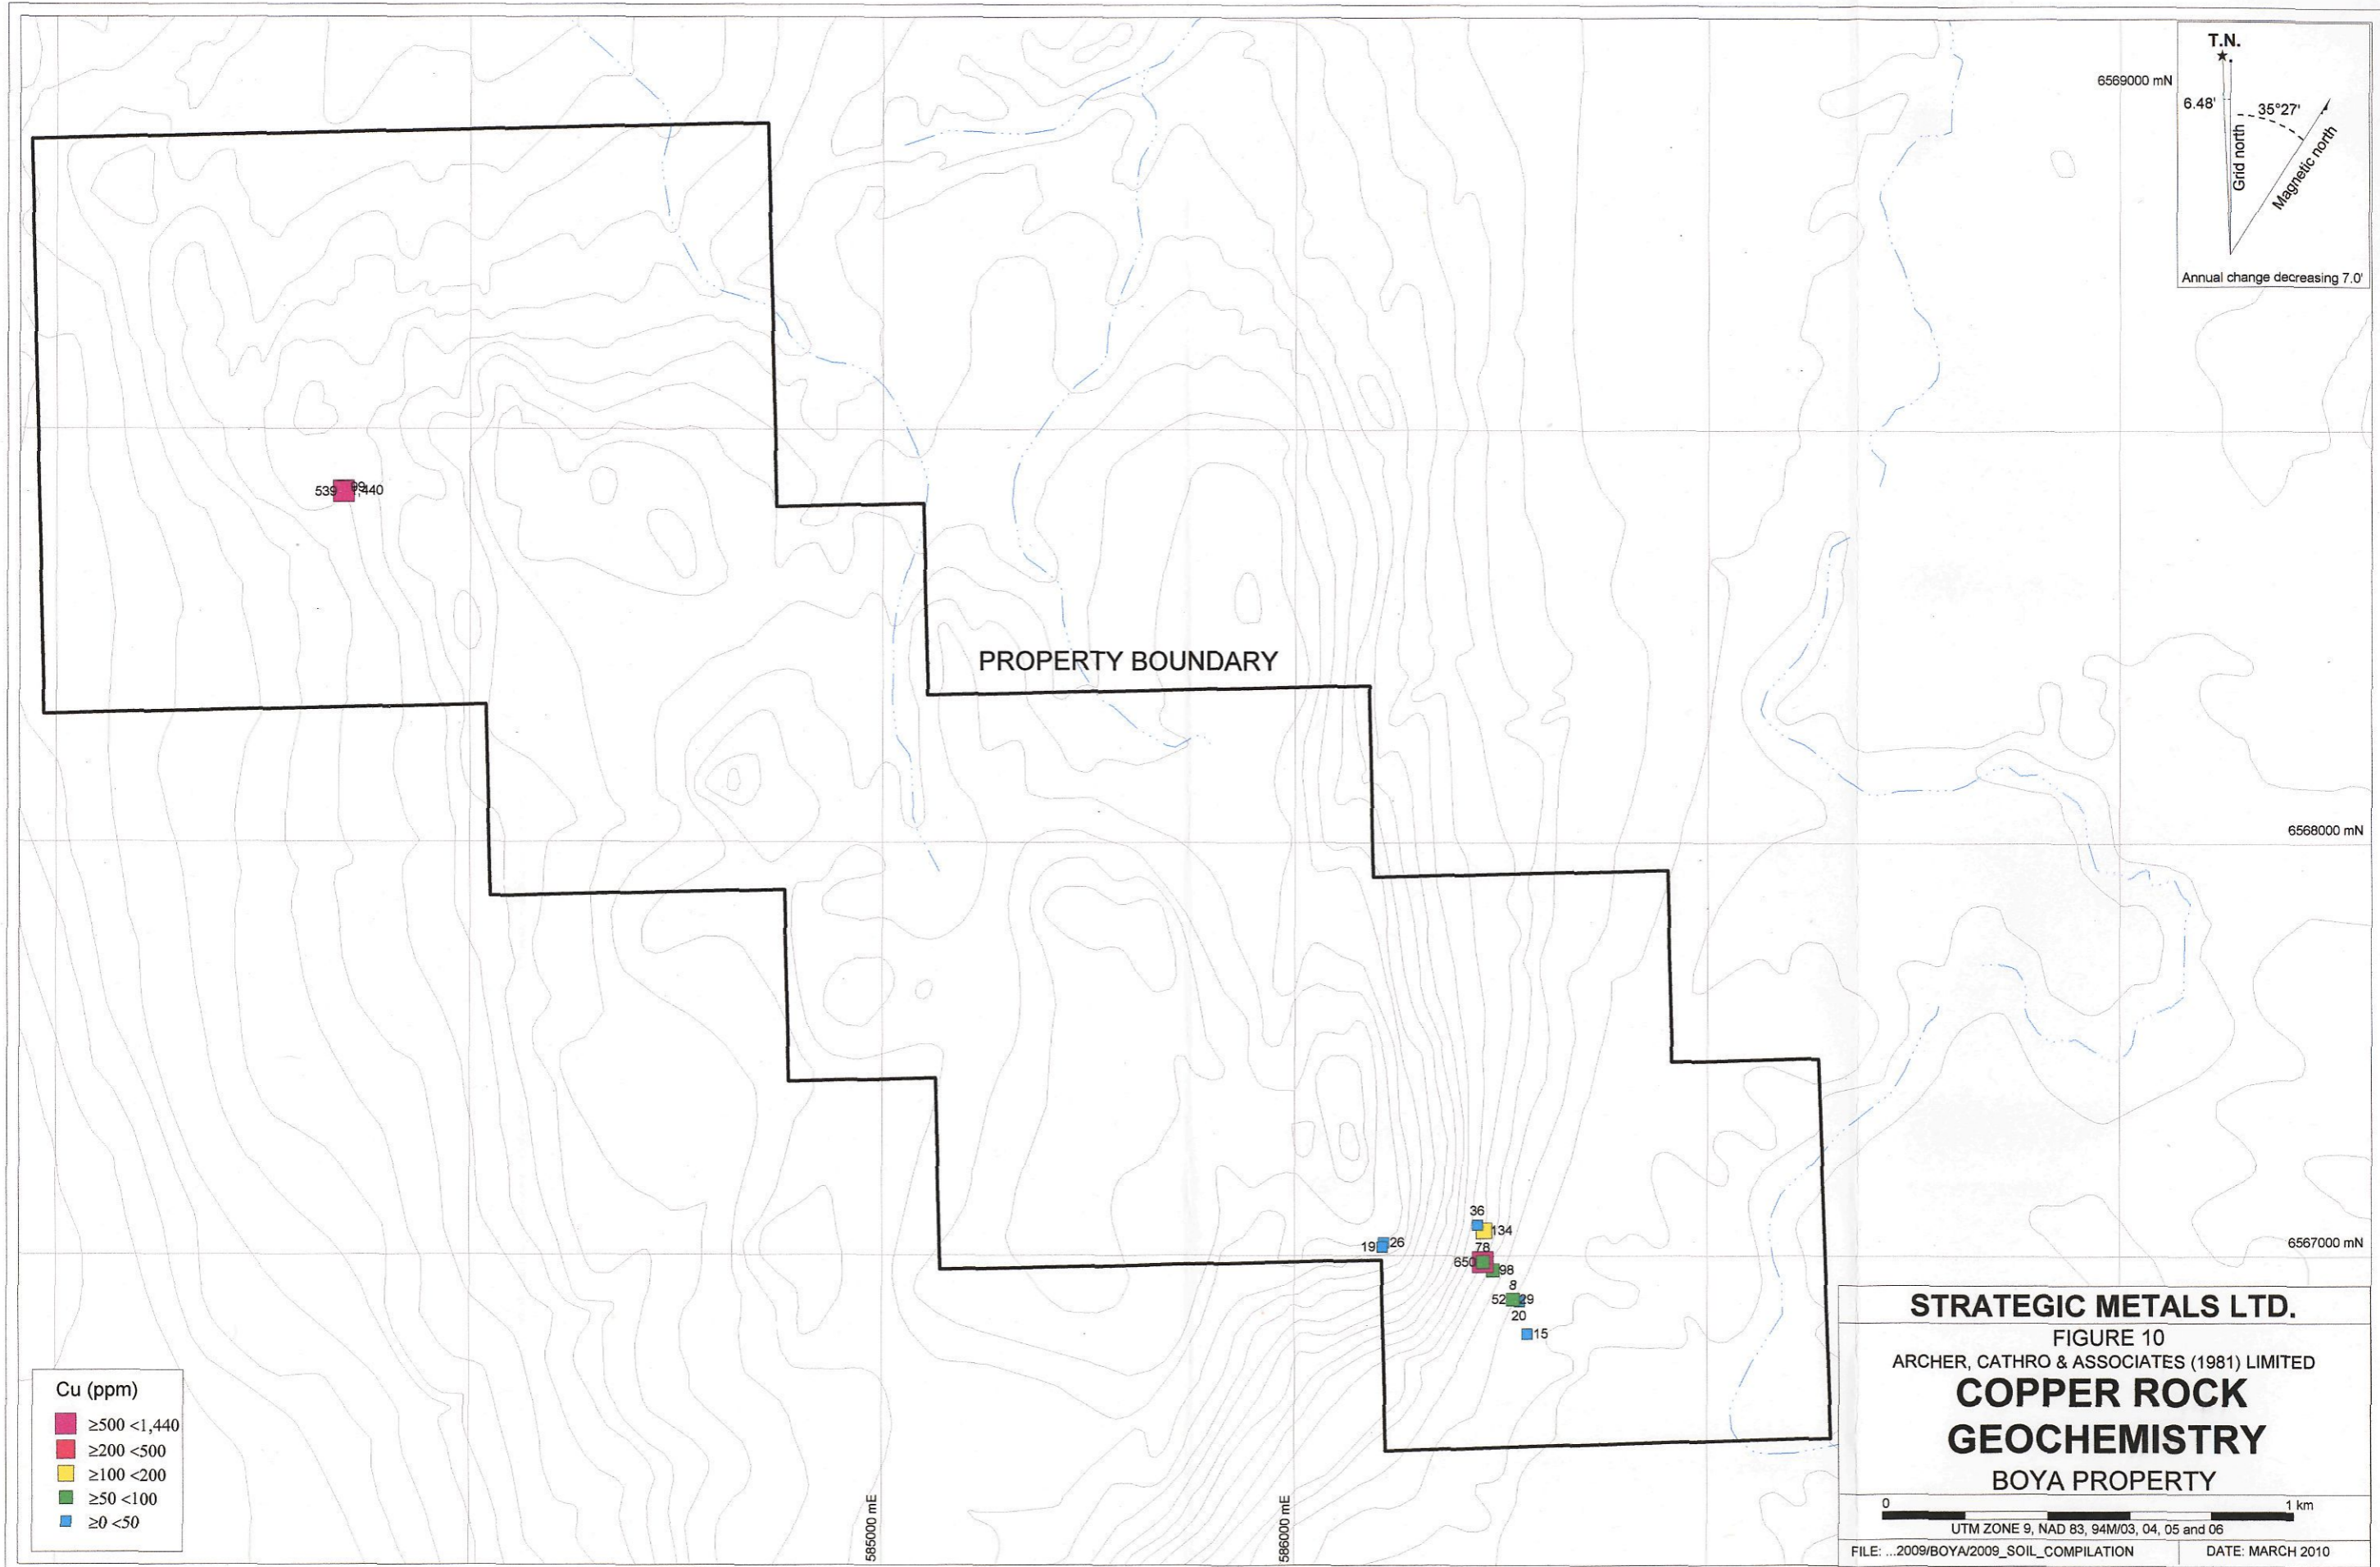 T.N.
6569000 mN
6.48'
35°27'
Grid north
Magnetic north
Annual change decreasing 7.0'
539
99
1,440
PROPERTY BOUNDARY
6568000 mN
36
134
19
26
78
650
98
8
52
29
20
15
6567000 mN
Cu (ppm)
≥500 <1,440
≥200 <500
≥100 <200
≥50 <100
≥0 <50
585000 mE
586000 mE
STRATEGIC METALS LTD.
FIGURE 10
ARCHER, CATHRO & ASSOCIATES (1981) LIMITED
COPPER ROCK
GEOCHEMISTRY
BOYA PROPERTY
0
1 km
UTM ZONE 9, NAD 83, 94M/03, 04, 05 and 06
FILE: ...2009/BOYA/2009_SOIL_COMPILATION
DATE: MARCH 2010